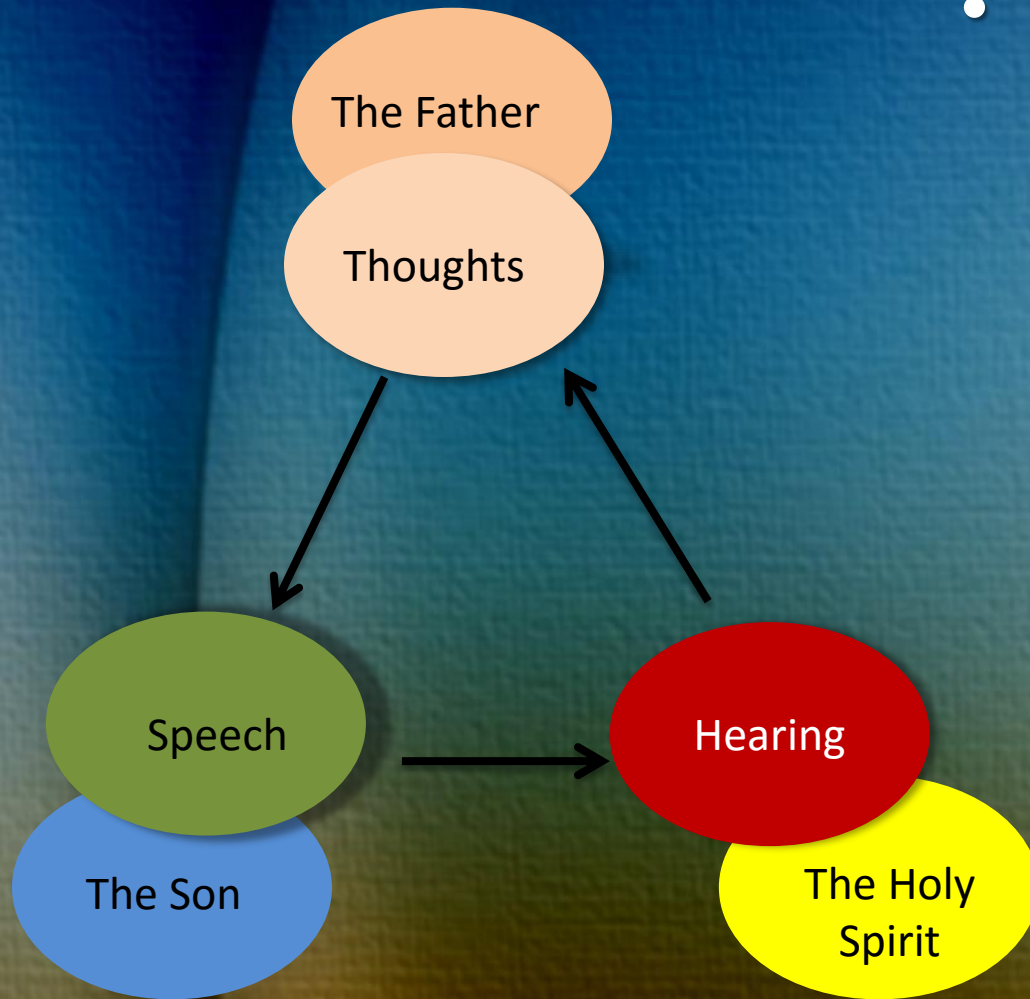 The Father
Thoughts
Speech
Hearing
The Son
The Holy
Spirit